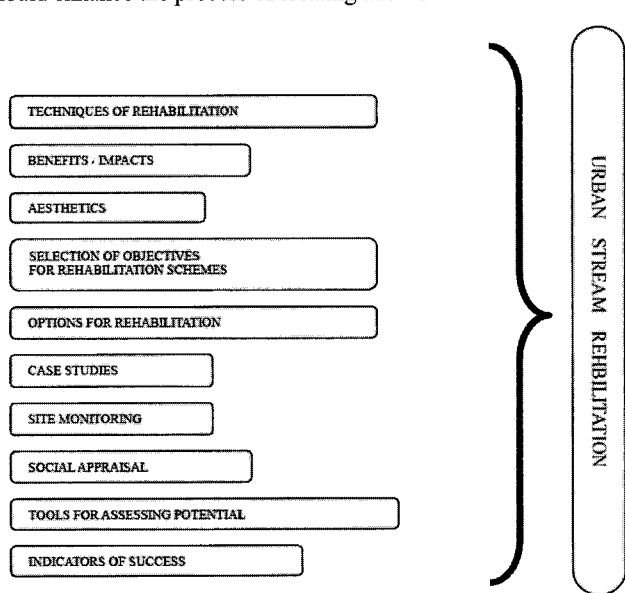 TECHNIQUES OF REHABILITATION
BENEFITS - IMPACTS
AESTHETICS
SELECTION OF OBJECTIVES
FOR REHABILITATION SCHEMES
OPTIONS FOR REHABILITATION
CASE STUDIES
SITE MONITORING
SOCIAL APPRAISAL
TOOLS FOR ASSESSING POTENTIAL
INDICATORS OF SUCCESS
URBAN STREAM REHBILITATION